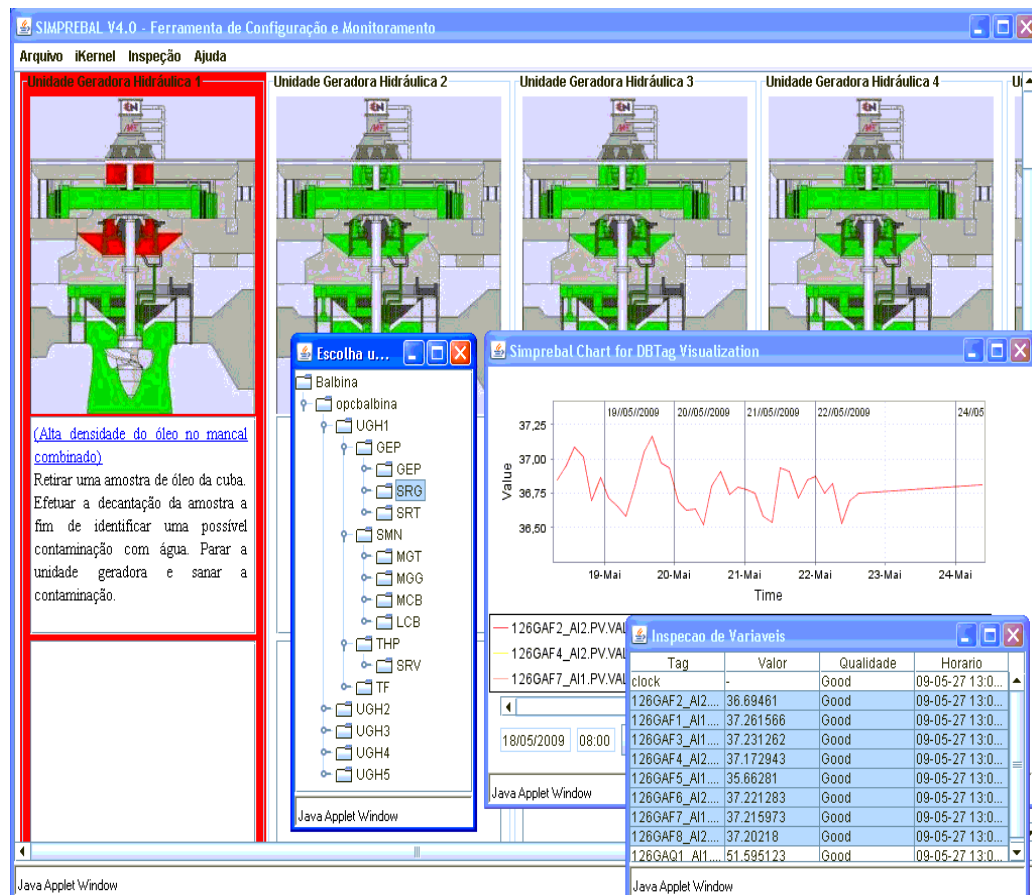 SIMPREBAL V4.0 - Ferramenta de Configuração e Monitoramento
Arquivo iKernel Inspeção Ajuda
Unidade Geradora Hidráulica 1
Unidade Geradora Hidráulica 2
Unidade Geradora Hidráulica 3
Unidade Geradora Hidráulica 4
(Alta densidade do óleo no mancal
combinado)
Retirar uma amostra de óleo da cuba.
Efetuar a decantação da amostra a
fim de identificar uma possível
contaminação com água. Parar a
unidade geradora e sanar a
contaminação.
Escolha u...
Balbina
opcbalbina
UGH1
GEP
GEP
SRG
SRT
SMN
MGT
MGG
MCB
LCB
THP
SRV
TF
UGH2
UGH3
UGH4
UGH5
Java Applet Window
Simprebal Chart for DBTag Visualization
19//05//2009 20//05//2009 21//05//2009 22//05//2009 24//05
37,25
37,00
36,75
36,50
Value
19-Mai 20-Mai 21-Mai 22-Mai 23-Mai 24-Mai
Time
126GAF2_AI2.PV.VAL
126GAF4_AI2.PV.VAL
126GAF7_AI1.PV.VAL
18/05/2009 08:00
Java Applet Window
Inspecao de Variaveis
Tag Valor Qualidade Horario
clock - Good 09-05-27 13:0...
126GAF2_AI2.... 36.69461 Good 09-05-27 13:0...
126GAF1_AI1.... 37.261566 Good 09-05-27 13:0...
126GAF3_AI1.... 37.231262 Good 09-05-27 13:0...
126GAF4_AI2.... 37.172943 Good 09-05-27 13:0...
126GAF5_AI1.... 35.66281 Good 09-05-27 13:0...
126GAF6_AI2.... 37.221283 Good 09-05-27 13:0...
126GAF7_AI1.... 37.215973 Good 09-05-27 13:0...
126GAF8_AI2.... 37.20218 Good 09-05-27 13:0...
126GAQ1_AI1.... 51.595123 Good 09-05-27 13:0...
Java Applet Window
Java Applet Window